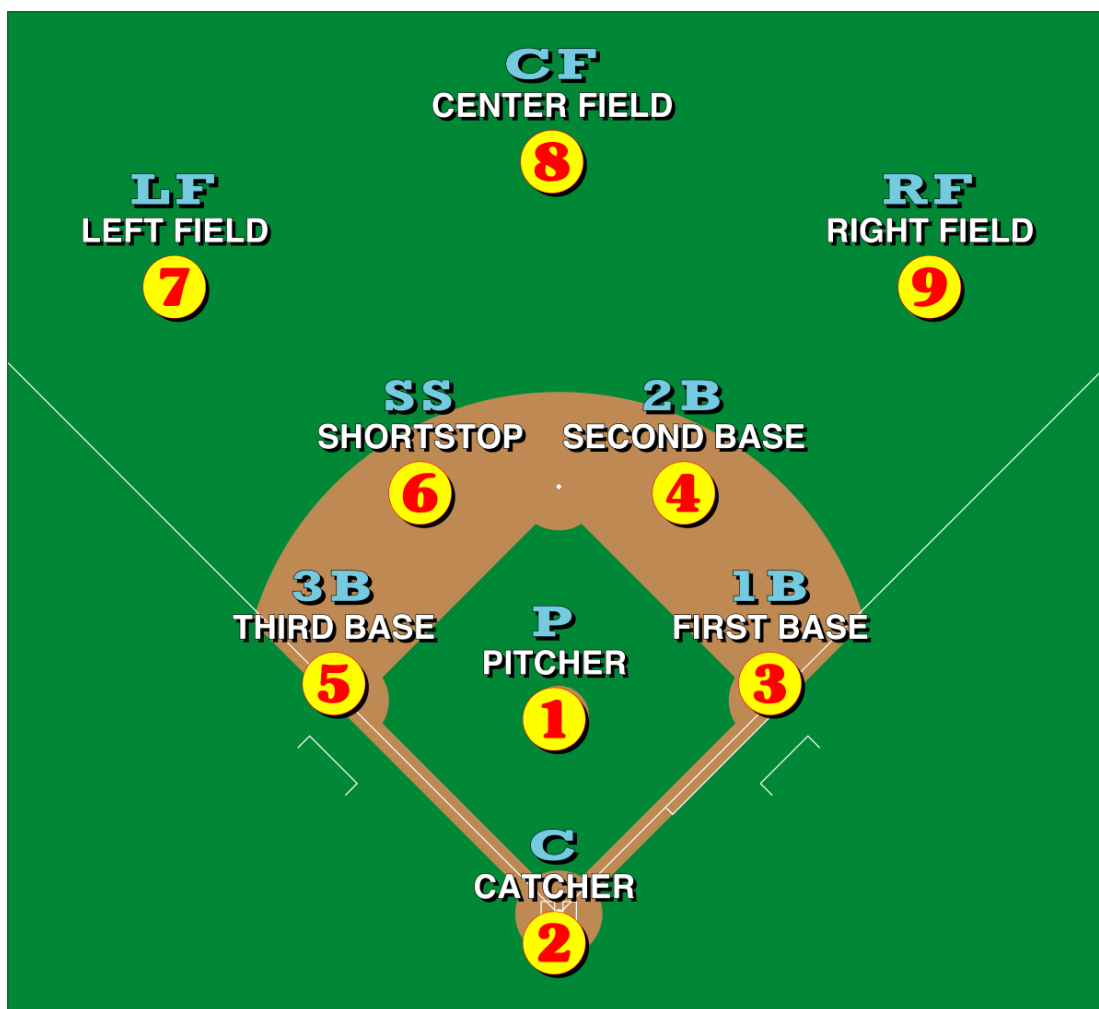 CF
CENTER FIELD
8
LF
LEFT FIELD
7
RF
RIGHT FIELD
9
SS
SHORTSTOP
6
2B
SECOND BASE
4
3B
THIRD BASE
5
P
PITCHER
1
1B
FIRST BASE
3
C
CATCHER
2